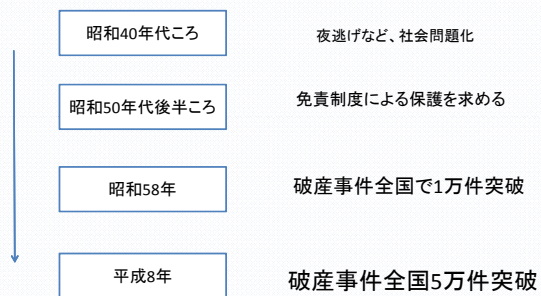 昭和40年代ころ
夜逃げなど、社会問題化
昭和50年代後半ころ
免責制度による保護を求める
昭和58年
破産事件全国で1万件突破
平成8年
破産事件全国5万件突破